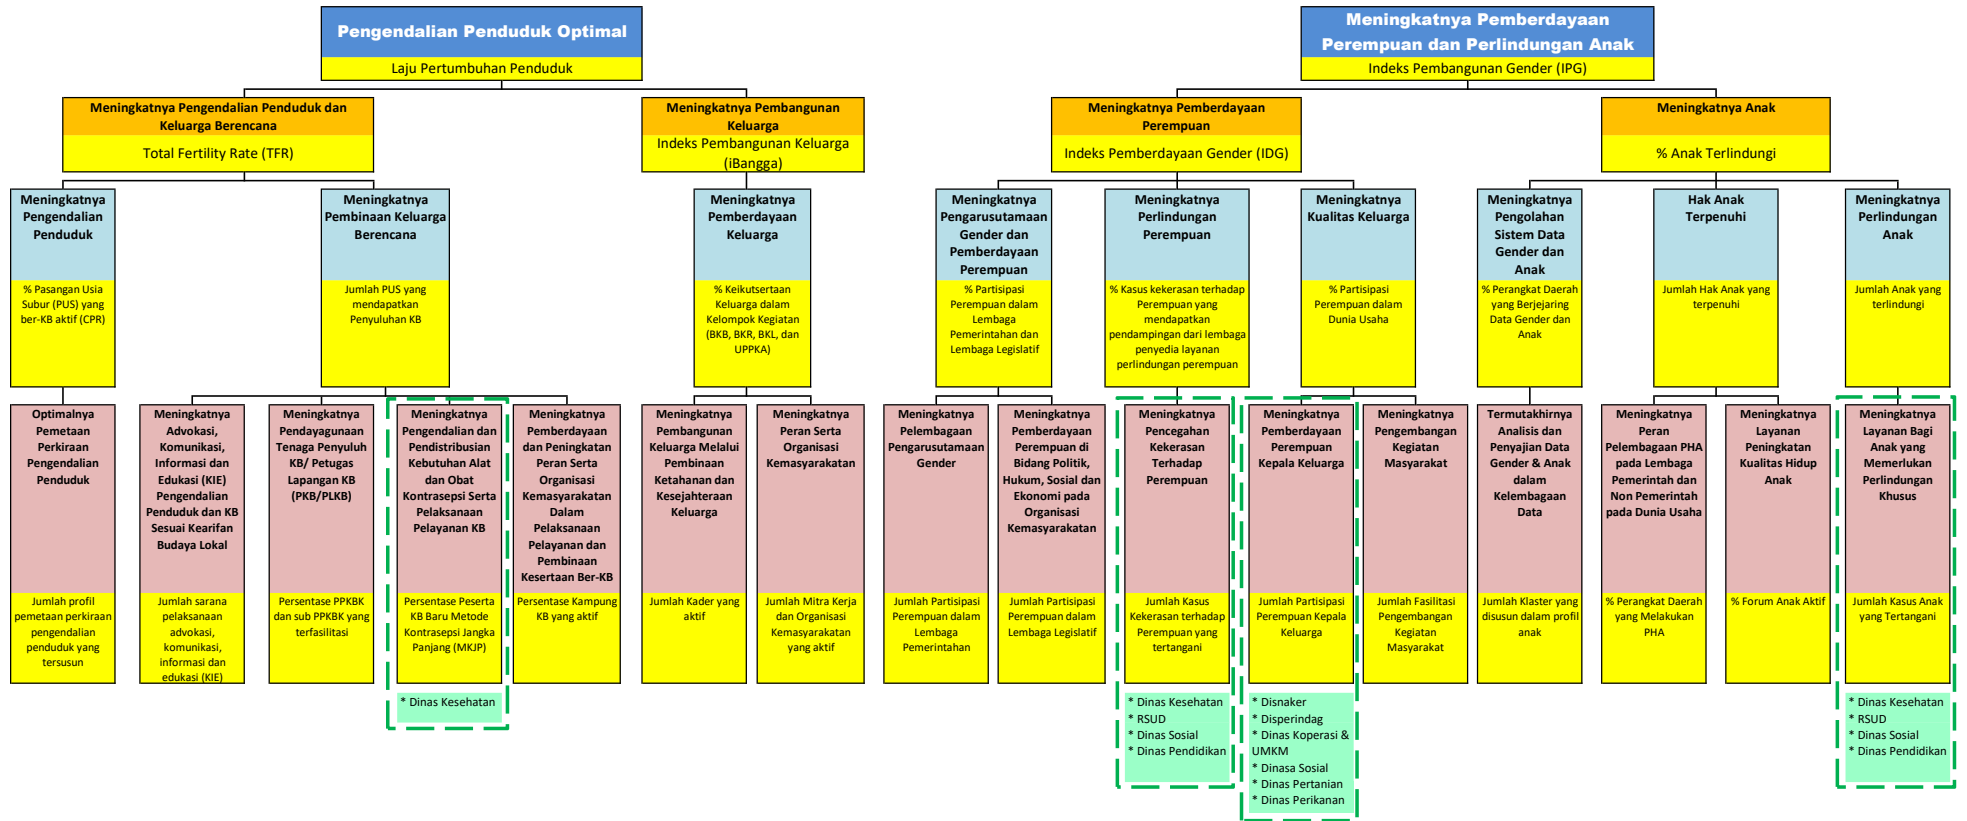 Pengendalian Penduduk Optimal
Laju Pertumbuhan Penduduk
Meningkatnya Pemberdayaan
Perempuan dan Perlindungan Anak
Indeks Pembangunan Gender (IPG)
Meningkatnya Pengendalian Penduduk dan
Keluarga Berencana
Total Fertility Rate (TFR)
Meningkatnya Pembangunan
Keluarga
Indeks Pembangunan Keluarga
(iBangga)
Meningkatnya Pemberdayaan
Perempuan
Indeks Pemberdayaan Gender (IDG)
Meningkatnya Anak
% Anak Terlindungi
Meningkatnya
Pengendalian
Penduduk
% Pasangan Usia
Subur (PUS) yang
ber-KB aktif (CPR)
Meningkatnya
Pembinaan Keluarga
Berencana
Jumlah PUS yang
mendapatkan
Penyuluhan KB
Meningkatnya
Pemberdayaan
Keluarga
% Keikutsertaan
Keluarga dalam
Kelompok Kegiatan
(BKB, BKR, BKL, dan
UPPKA)
Meningkatnya
Pengarusutamaan
Gender dan
Pemberdayaan
Perempuan
% Partisipasi
Perempuan dalam
Lembaga
Pemerintahan dan
Lembaga Legislatif
Meningkatnya
Perlindungan
Perempuan
% Kasus kekerasan terhadap
Perempuan yang
mendapatkan
pendampingan dari lembaga
penyedia layanan
perlindungan perempuan
Meningkatnya
Kualitas Keluarga
% Partisipasi
Perempuan dalam
Dunia Usaha
Meningkatnya
Pengolahan
Sistem Data
Gender dan
Anak
% Perangkat Daerah
yang Berjejaring
Data Gender dan
Anak
Hak Anak
Terpenuhi
Jumlah Hak Anak yang
terpenuhi
Meningkatnya
Perlindungan
Anak
Jumlah Anak yang
terlindungi
Optimalnya
Pemetaan
Perkiraan
Pengendalian
Penduduk
Jumlah profil
pemetaan perkiraan
pengendalian
penduduk yang
tersusun
Meningkatnya
Advokasi,
Komunikasi,
Informasi dan
Edukasi (KIE)
Pengendalian
Penduduk dan KB
Sesuai Kearifan
Budaya Lokal
Jumlah sarana
pelaksanaan
advokasi,
komunikasi,
informasi dan
edukasi (KIE)
Meningkatnya
Pendayagunaan
Tenaga Penyuluh
KB/ Petugas
Lapangan KB
(PKB/PLKB)
Persentase PPKBK
dan sub PPKBK yang
terfasilitasi
Meningkatnya
Pengendalian dan
Pendistribusian
Kebutuhan Alat
dan Obat
Kontrasepsi Serta
Pelaksanaan
Pelayanan KB
Persentase Peserta
KB Baru Metode
Kontrasepsi Jangka
Panjang (MKJP)
* Dinas Kesehatan
Meningkatnya
Pemberdayaan
dan Peningkatan
Peran Serta
Organisasi
Kemasyarakatan
Dalam
Pelaksanaan
Pelayanan dan
Pembinaan
Kesertaan Ber-KB
Persentase Kampung
KB yang aktif
Meningkatnya
Pembangunan
Keluarga Melalui
Pembinaan
Ketahanan dan
Kesejahteraan
Keluarga
Jumlah Kader yang
aktif
Meningkatnya
Peran Serta
Organisasi
Kemasyarakatan
Jumlah Mitra Kerja
dan Organisasi
Kemasyarakatan
yang aktif
Meningkatnya
Pelembagaan
Pengarusutamaan
Gender
Jumlah Partisipasi
Perempuan dalam
Lembaga
Pemerintahan
Meningkatnya
Pemberdayaan
Perempuan di
Bidang Politik,
Hukum, Sosial dan
Ekonomi pada
Organisasi
Kemasyarakatan
Jumlah Partisipasi
Perempuan dalam
Lembaga Legislatif
Meningkatnya
Pencegahan
Kekerasan
Terhadap
Perempuan
Jumlah Kasus
Kekerasan terhadap
Perempuan yang
tertangani
* Dinas Kesehatan
* RSUD
* Dinas Sosial
* Dinas Pendidikan
Meningkatnya
Pemberdayaan
Perempuan
Kepala Keluarga
Jumlah Partisipasi
Perempuan Kepala
Keluarga
* Disnaker
* Disperindag
* Dinas Koperasi &
UMKM
* Dinasa Sosial
* Dinas Pertanian
* Dinas Perikanan
Meningkatnya
Pengembangan
Kegiatan
Masyarakat
Jumlah Fasilitasi
Pengembangan
Kegiatan
Masyarakat
Termutakhirnya
Analisis dan
Penyajian Data
Gender & Anak
dalam
Kelembagaan
Data
Jumlah Klaster yang
disusun dalam profil
anak
Meningkatnya
Peran
Pelembagaan PHA
pada Lembaga
Pemerintah dan
Non Pemerintah
pada Dunia Usaha
% Perangkat Daerah
yang Melakukan
PHA
Meningkatnya
Layanan
Peningkatan
Kualitas Hidup
Anak
% Forum Anak Aktif
Meningkatnya
Layanan Bagi
Anak yang
Memerlukan
Perlindungan
Khusus
Jumlah Kasus Anak
yang Tertangani
* Dinas Kesehatan
* RSUD
* Dinas Sosial
* Dinas Pendidikan